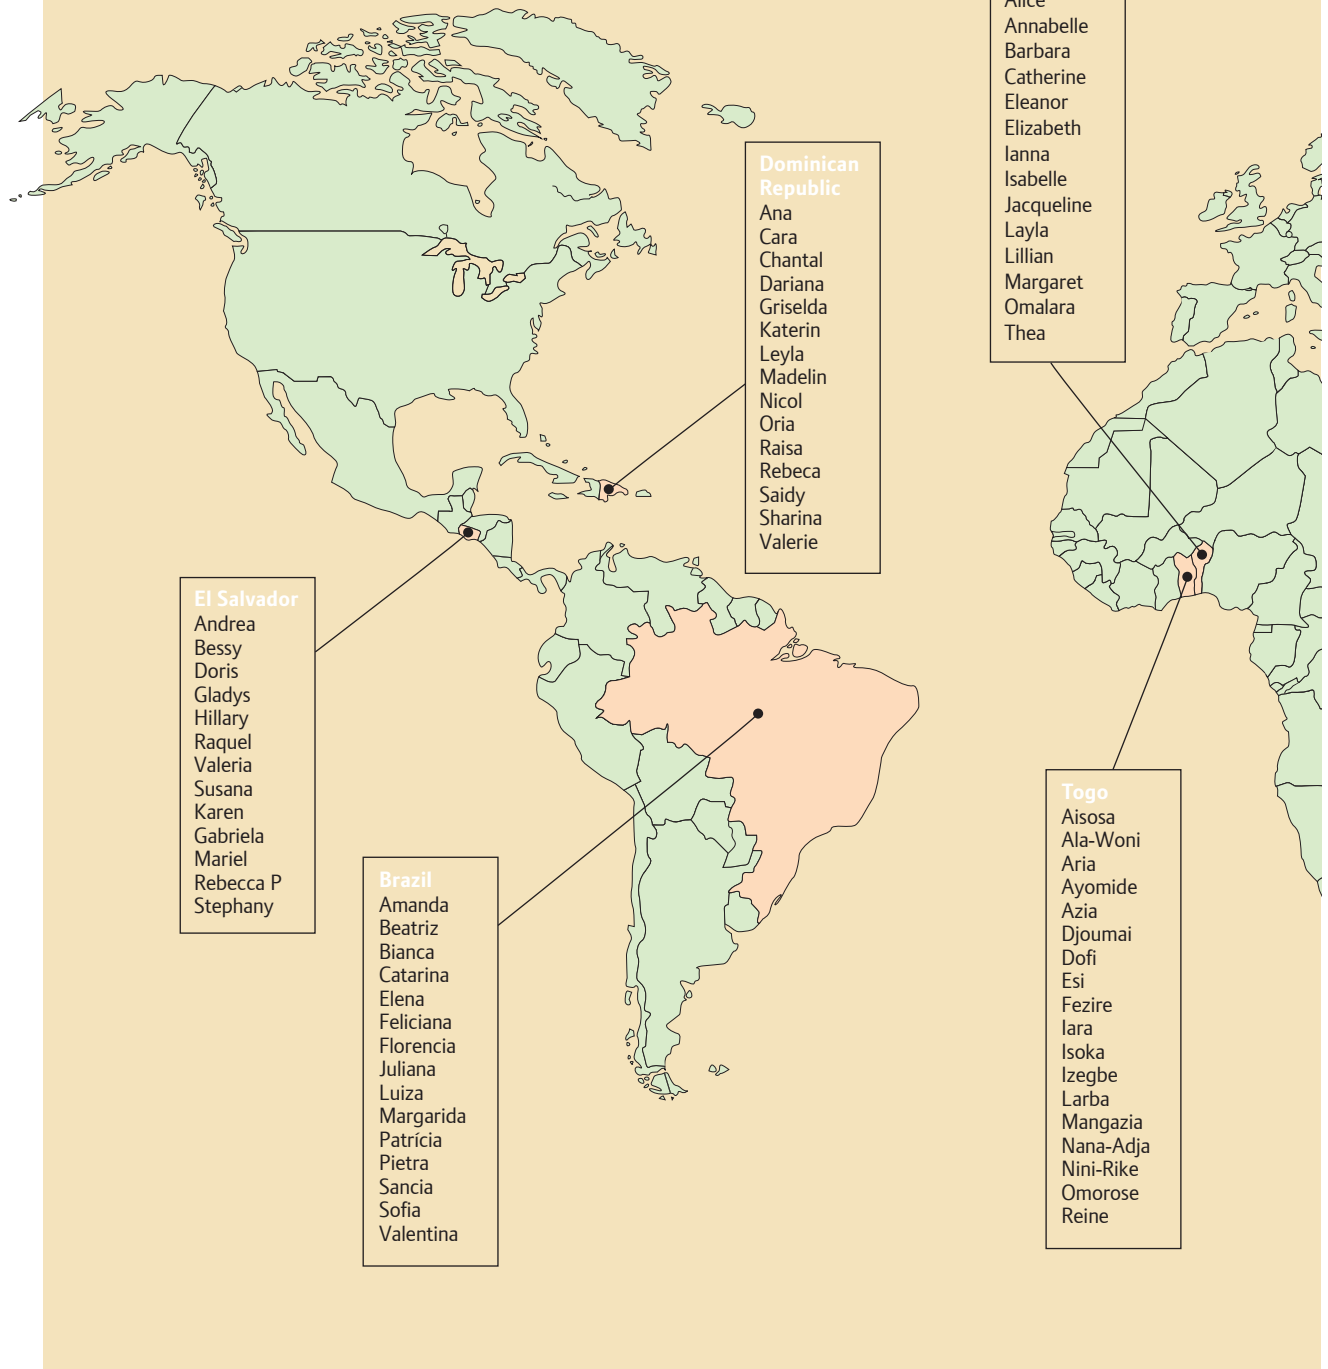 Alice
Annabelle
Barbara
Catherine
Eleanor
Elizabeth
Ianna
Isabelle
Jacqueline
Layla
Lillian
Margaret
Omalara
Thea
Dominican
Republic
Ana
Cara
Chantal
Dariana
Griselda
Katerin
Leyla
Madelin
Nicol
Oria
Raisa
Rebeca
Saidy
Sharina
Valerie
El Salvador
Andrea
Bessy
Doris
Gladys
Hillary
Raquel
Valeria
Susana
Karen
Gabriela
Mariel
Rebecca P
Stephany
Brazil
Amanda
Beatriz
Bianca
Catarina
Elena
Feliciana
Florencia
Juliana
Luiza
Margarida
Patrícia
Pietra
Sancia
Sofia
Valentina
Togo
Aisosa
Ala-Woni
Aria
Ayomide
Azia
Djoumai
Dofi
Esi
Fezire
Iara
Isoka
Izegbe
Larba
Mangazia
Nana-Adja
Nini-Rike
Omorose
Reine